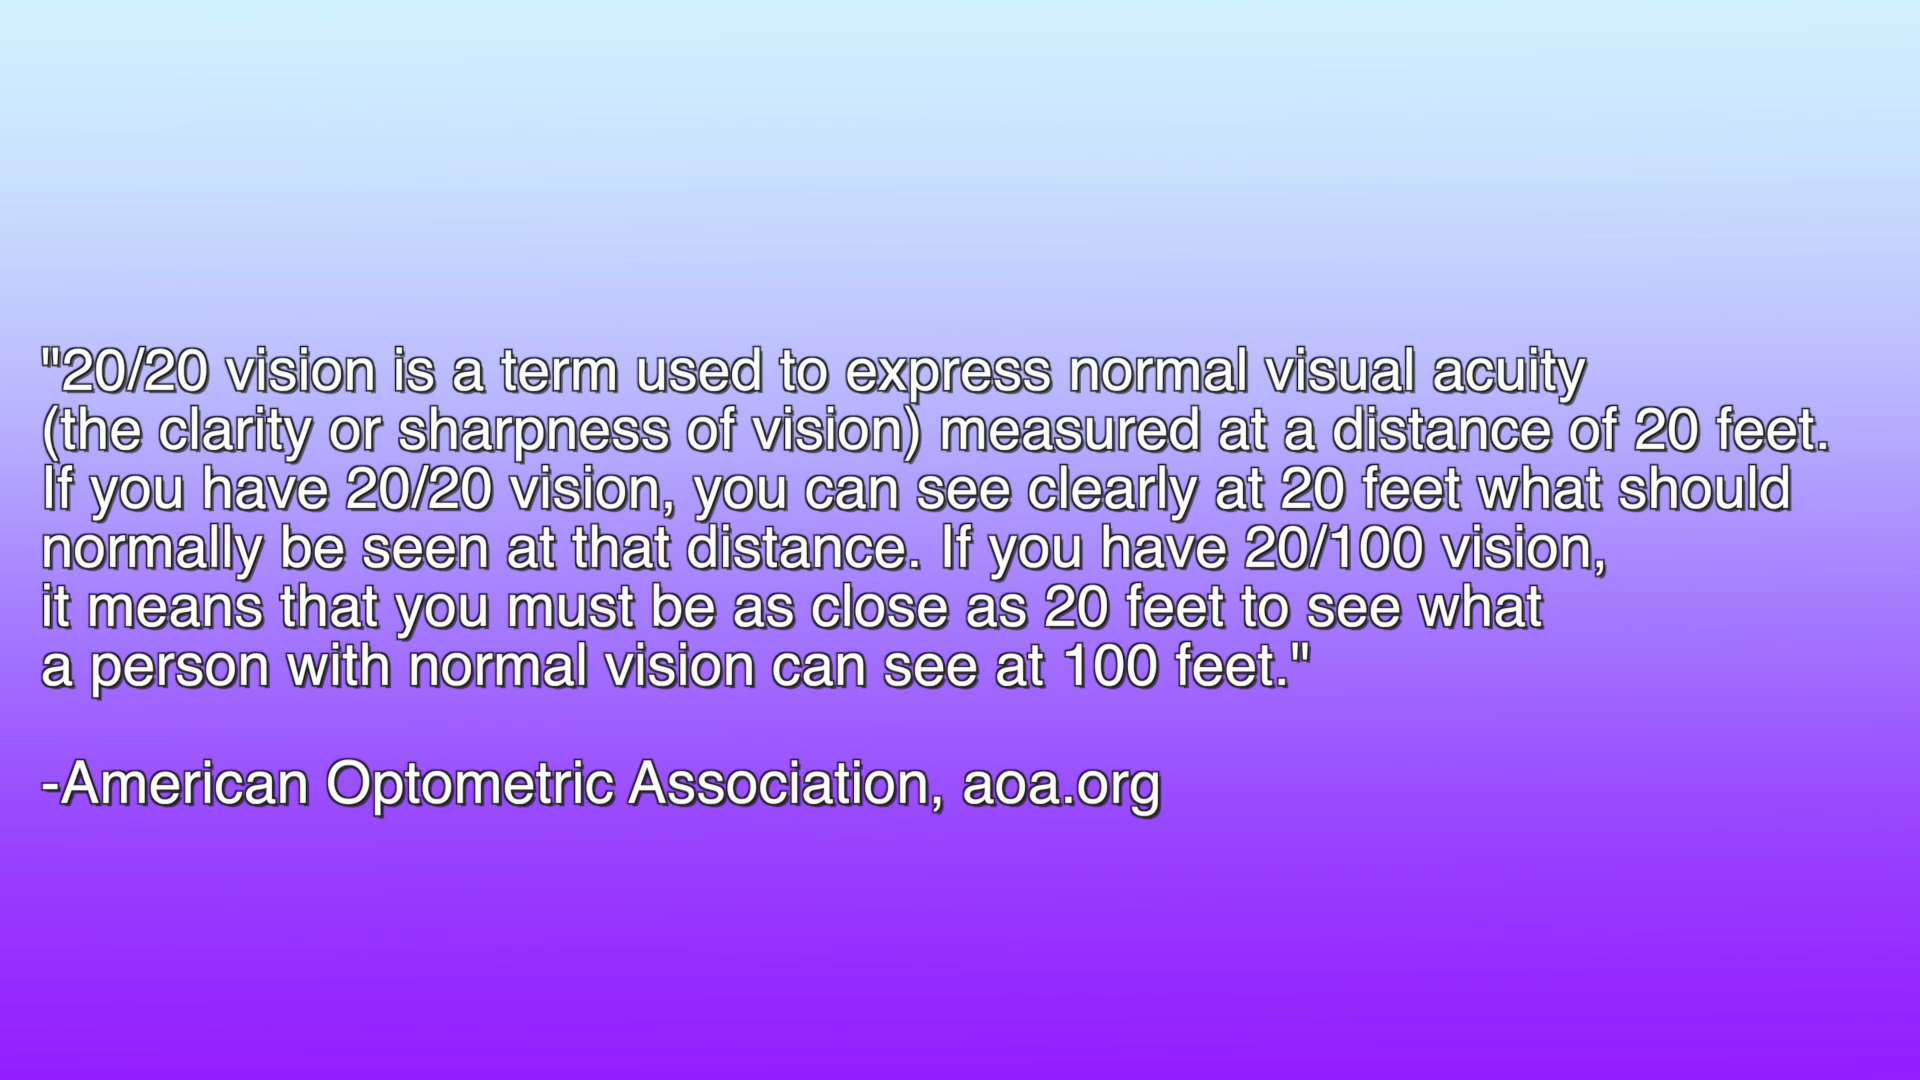 "20/20 vision is a term used to express normal visual acuity
(the clarity or sharpness of vision) measured at a distance of 20 feet.
If you have 20/20 vision, you can see clearly at 20 feet what should
normally be seen at that distance. If you have 20/100 vision,
it means that you must be as close as 20 feet to see what
a person with normal vision can see at 100 feet."
-American Optometric Association, aoa.org